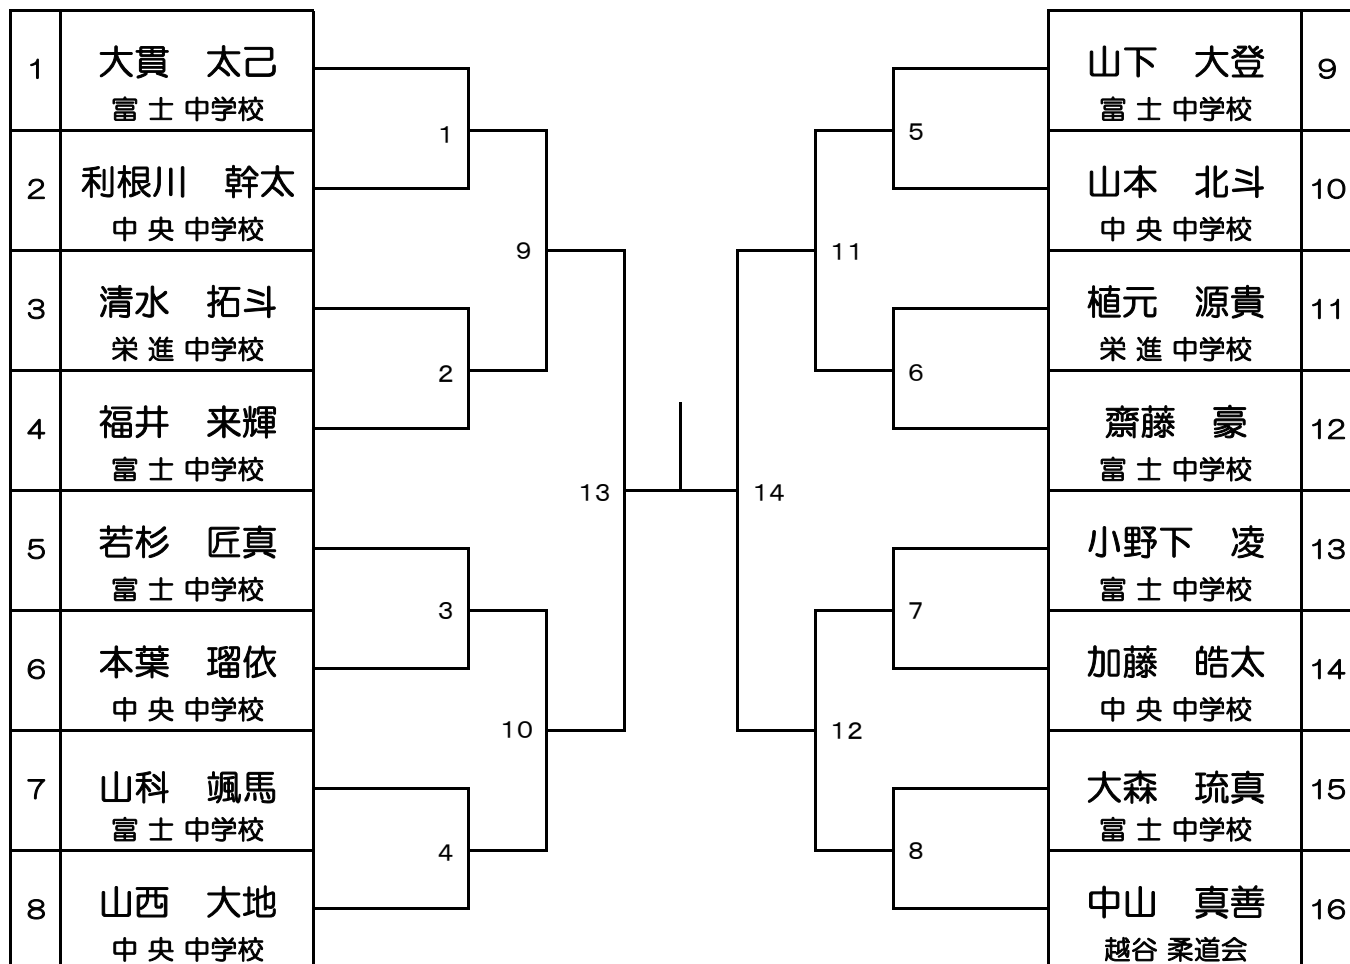 1
大貫　太己
富 士 中学校
2
利根川　幹太
中 央 中学校
3
清水　拓斗
栄 進 中学校
4
福井　来輝
富 士 中学校
5
若杉　匠真
富 士 中学校
6
本葉　瑠依
中 央 中学校
7
山科　颯馬
富 士 中学校
8
山西　大地
中 央 中学校
1
2
3
4
9
10
13
14
11
12
5
6
7
8
山下　大登
富 士 中学校
9
山本　北斗
中 央 中学校
10
植元　源貴
栄 進 中学校
11
齋藤　豪
富 士 中学校
12
小野下　凌
富 士 中学校
13
加藤　皓太
中 央 中学校
14
大森　琉真
富 士 中学校
15
中山　真善
越谷 柔道会
16